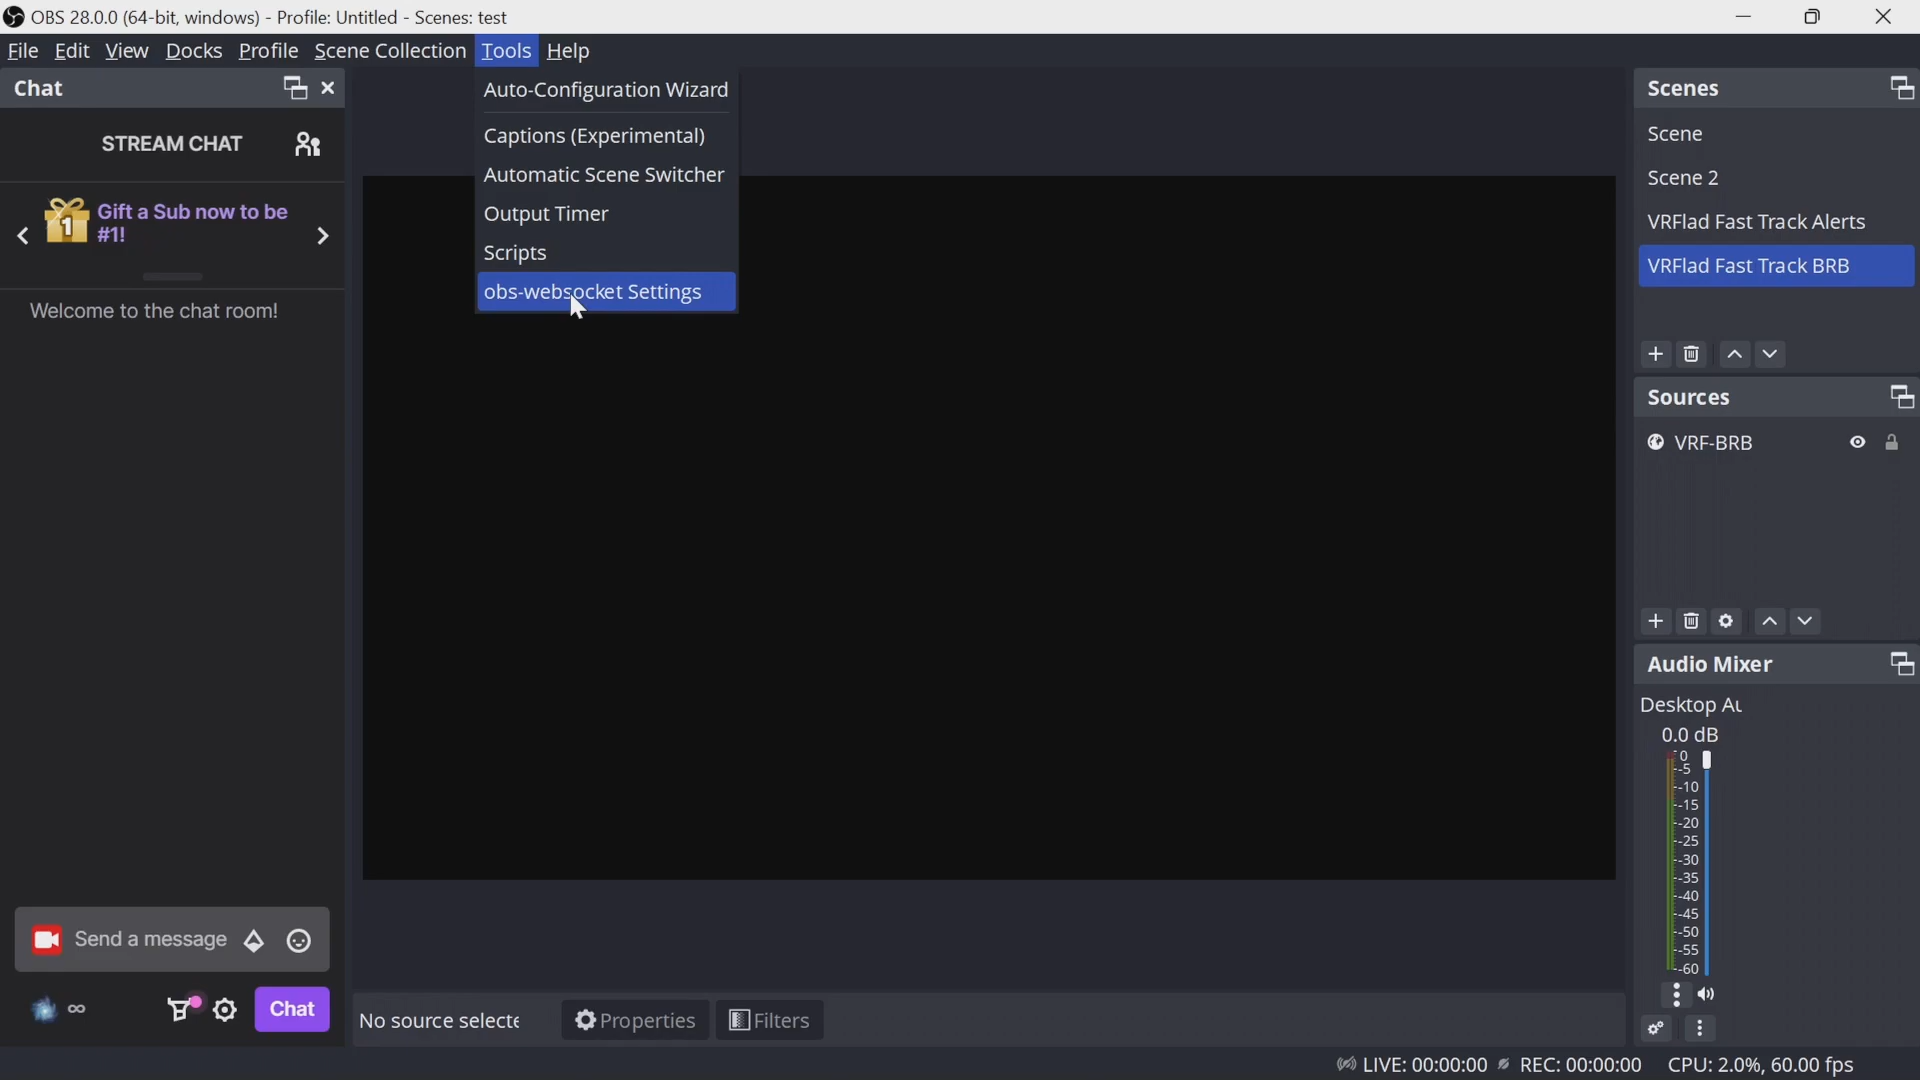 OBS 28.0.0 (64-bit, windows) - Profile: Untitled - Scenes: test
File Edit View Docks Profile Scene Collection Tools Help
Chat
STREAM CHAT
1
Gift a Sub now to be
#1!
Welcome to the chat room!
Send a message
∞
Chat
Auto-Configuration Wizard
Captions (Experimental)
Automatic Scene Switcher
Output Timer
Scripts
obs-websocket Settings
No source selecte
Properties
Filters
Scenes
Scene
Scene 2
VRFlad Fast Track Alerts
VRFlad Fast Track BRB
Sources
VRF-BRB
Audio Mixer
Desktop Au
0.0 dB
0
-5
-10
-15
-20
-25
-30
-35
-40
-45
-50
-55
-60
LIVE: 00:00:00 REC: 00:00:00 CPU: 2.0%, 60.00 fps